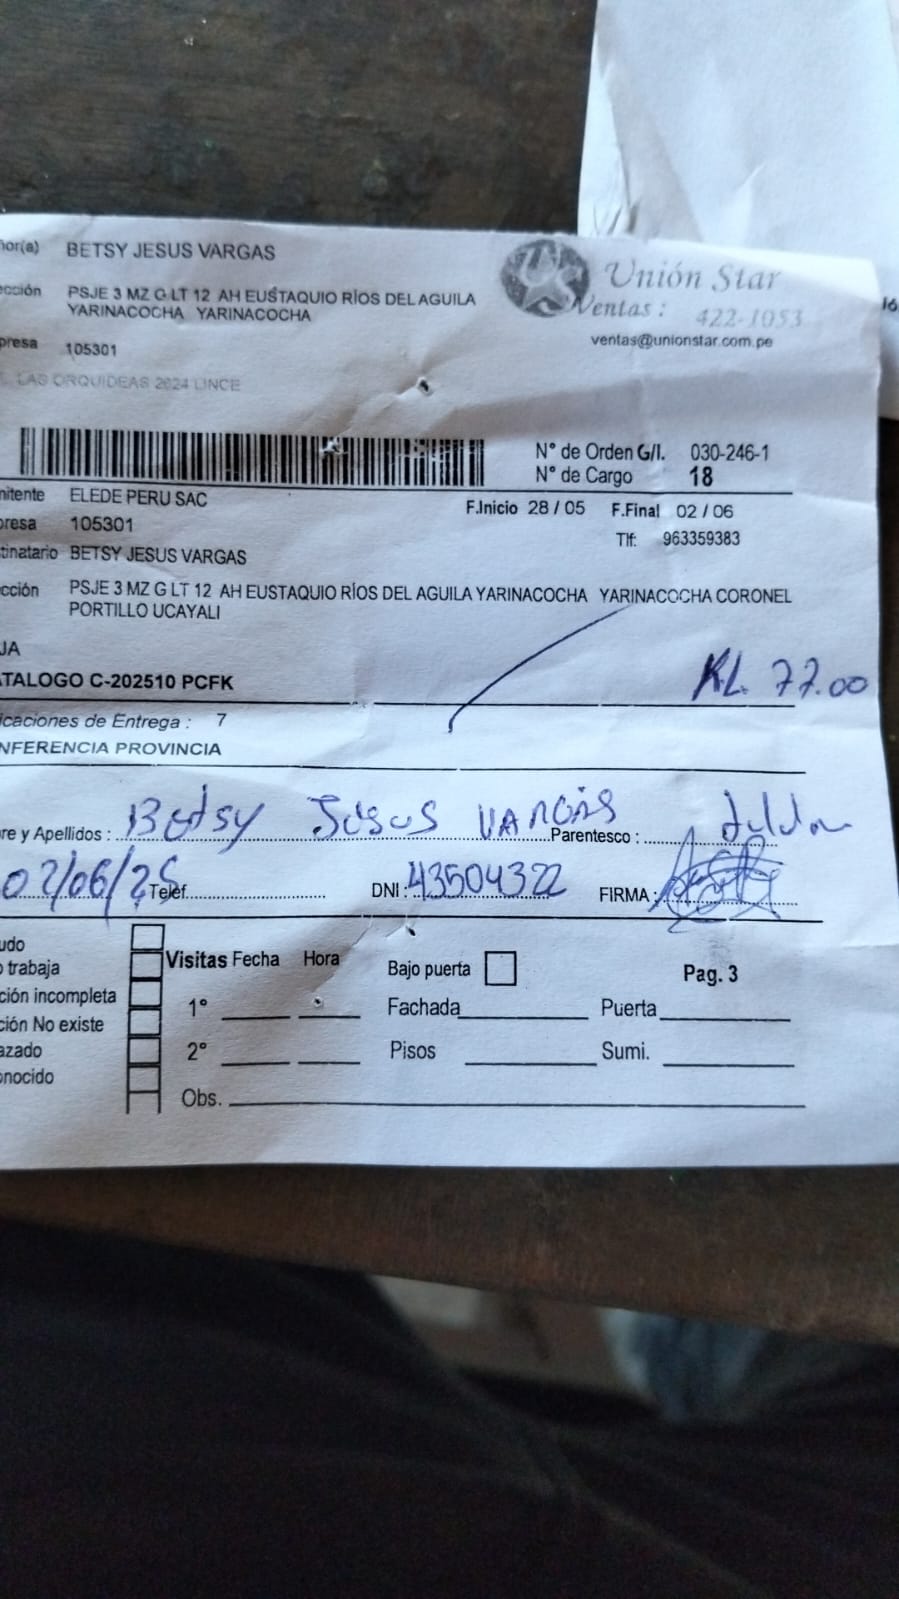 ñor(a) BETSY JESUS VARGAS
Unión Star
Ventas : 422-1053
ventas@unionstar.com.pe
ección PSJE 3 MZ G LT 12 AH EUSTAQUIO RÍOS DEL AGUILA
YARINACOCHA YARINACOCHA
presa 105301
LAS ORQUIDEAS 2024 LINCE
16
N° de Orden G/I. 030-246-1
N° de Cargo 18
mitente ELEDE PERU SAC
F.Inicio 28 / 05 F.Final 02 / 06
presa 105301
Tlf: 963359383
tinatario BETSY JESUS VARGAS
cción PSJE 3 MZ G LT 12 AH EUSTAQUIO RÍOS DEL AGUILA YARINACOCHA YARINACOCHA CORONEL
PORTILLO UCAYALI
JA
ATALOGO C-202510 PCFK
KL. 77.00
icaciones de Entrega : 7
NFERENCIA PROVINCIA
re y Apellidos : Betsy Jesus VARGAS Parentesco :
02/06/25 Telef. DNI : 43504322 FIRMA :
udo
o trabaja
ción incompleta
ción No existe
azado
onocido
Visitas Fecha Hora
1°
2°
Obs.
Bajo puerta
Pag. 3
Fachada Puerta
Pisos Sumi.